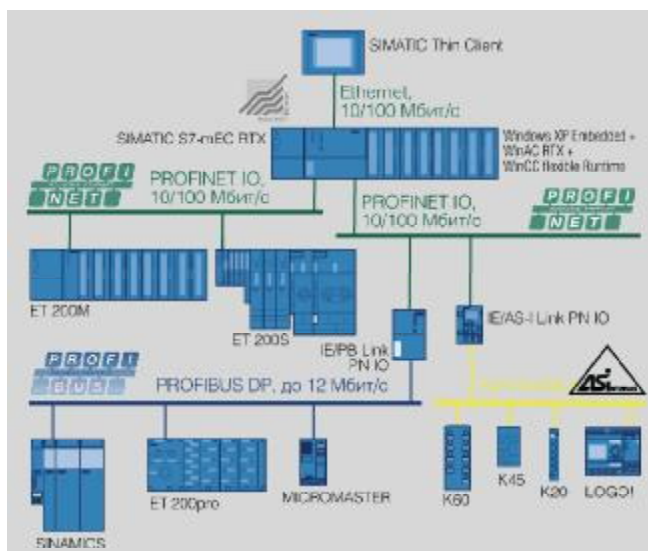 SIMATIC Thin Client
Ethernet,
10/100 Мбит/с
SIMATIC S7-mEC RTX
Windows XP Embedded +
WinAC RTX +
WinCC flexible Runtime
PROFI
NET
PROFINET IO,
10/100 Мбит/с
PROFINET IO,
10/100 Мбит/с
PROFI
NET
ET 200M
ET 200S
IE/PB Link
PN IO
IE/AS-I Link PN IO
PROFI
BUS
PROFIBUS DP, до 12 Мбит/с
ASi
SINAMICS
ET 200pro
MICROMASTER
K60
K45
K20
LOGO!